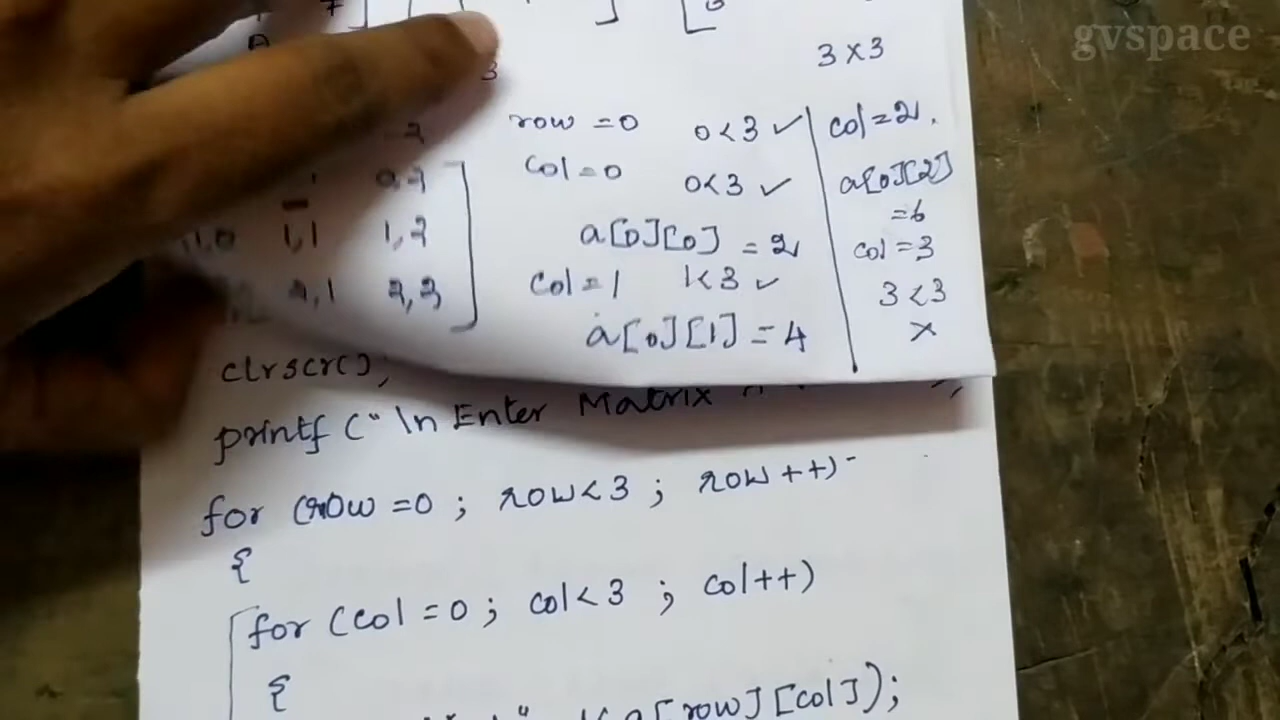 gvspace
3 x 3
row = 0 0 < 3 ✓
col = 0 0 < 3 ✓
a[0][0] = 2
col = 1 1 < 3 ✓
a[0][1] = 4
col = 2.
a[0][2]
= 6
col = 3
3 < 3
x
1,1 1,2
2,1 2,2
clrscr();
printf (" \n Enter Matrix A
for (row = 0 ; row < 3 ; row ++)
{
for (col = 0 ; col < 3 ; col ++)
{
a[row][col]);